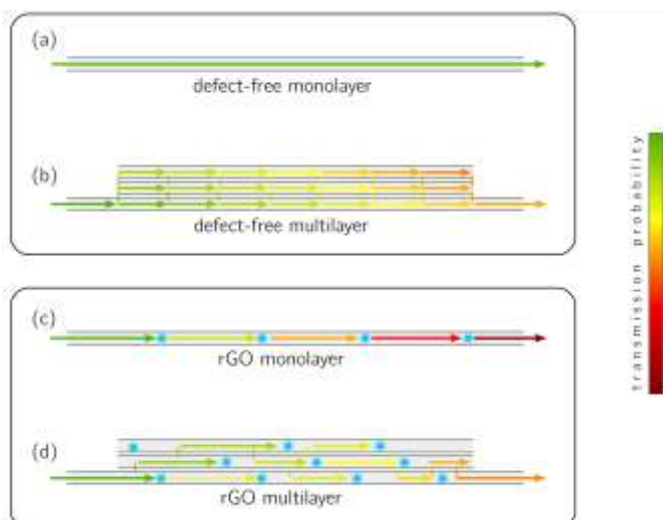 (a)
defect-free monolayer
(b)
defect-free multilayer
(c)
rGO monolayer
(d)
rGO multilayer
transmission probability